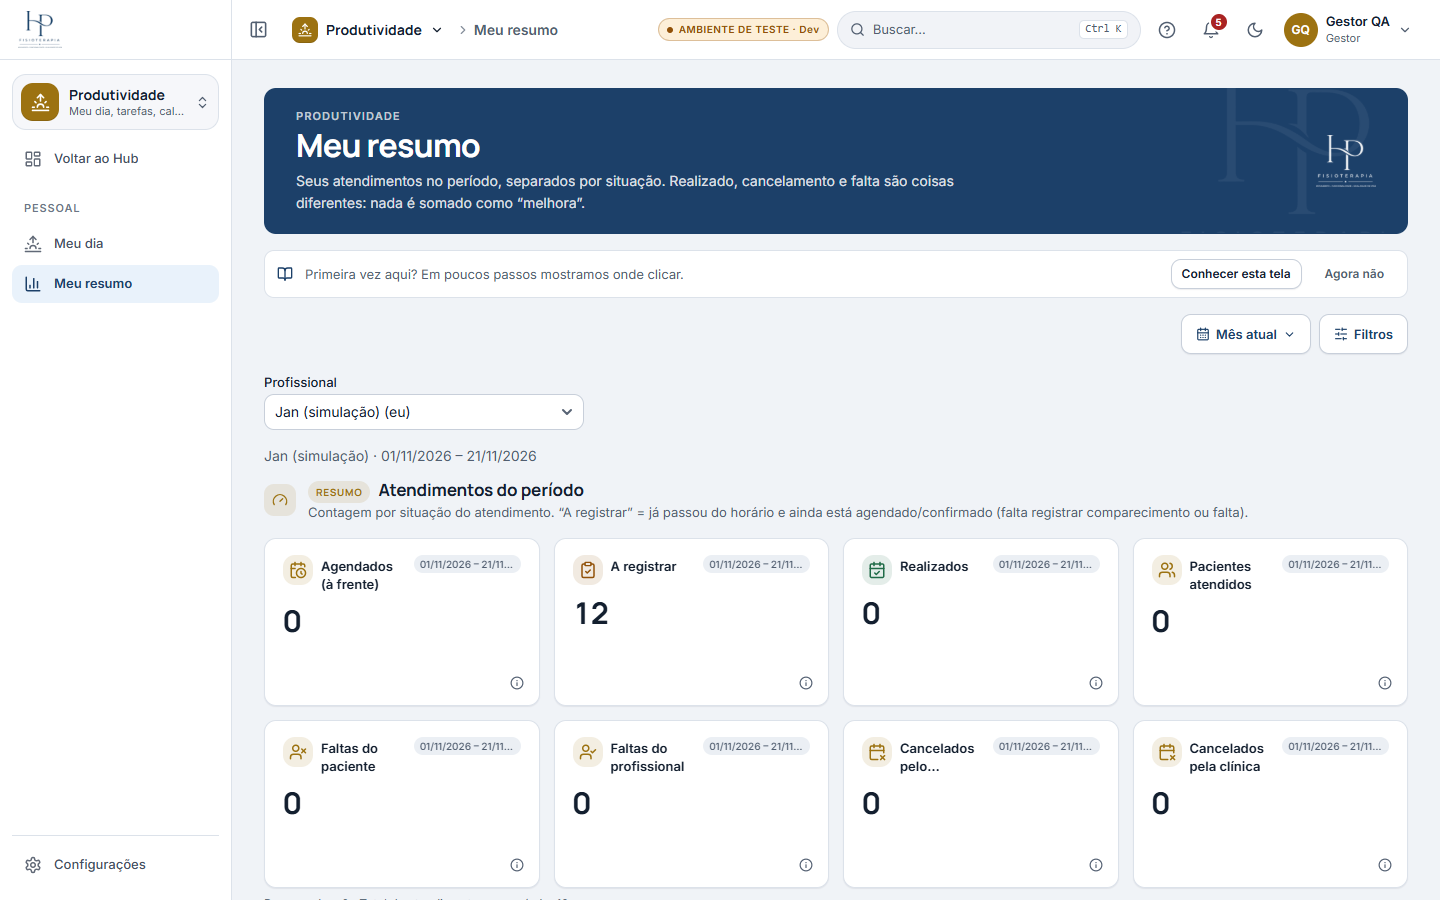 HP
FISIOTERAPIA
Produtividade
Meu resumo
AMBIENTE DE TESTE · Dev
Buscar...
Ctrl K
5
GQ
Gestor QA
Gestor
Produtividade
Meu dia, tarefas, cal...
Voltar ao Hub
PESSOAL
Meu dia
Meu resumo
Configurações
PRODUTIVIDADE
Meu resumo
Seus atendimentos no período, separados por situação. Realizado, cancelamento e falta são coisas
diferentes: nada é somado como “melhora”.
HP
FISIOTERAPIA
Primeira vez aqui? Em poucos passos mostramos onde clicar.
Conhecer esta tela
Agora não
Mês atual
Filtros
Profissional
Jan (simulação) (eu)
Jan (simulação) · 01/11/2026 – 21/11/2026
RESUMO
Atendimentos do período
Contagem por situação do atendimento. “A registrar” = já passou do horário e ainda está agendado/confirmado (falta registrar comparecimento ou falta).
Agendados
(à frente)
01/11/2026 – 21/11...
0
A registrar
01/11/2026 – 21/11...
12
Realizados
01/11/2026 – 21/11...
0
Pacientes
atendidos
01/11/2026 – 21/11...
0
Faltas do
paciente
01/11/2026 – 21/11...
0
Faltas do
profissional
01/11/2026 – 21/11...
0
Cancelados
pelo...
01/11/2026 – 21/11...
0
Cancelados
pela clínica
01/11/2026 – 21/11...
0